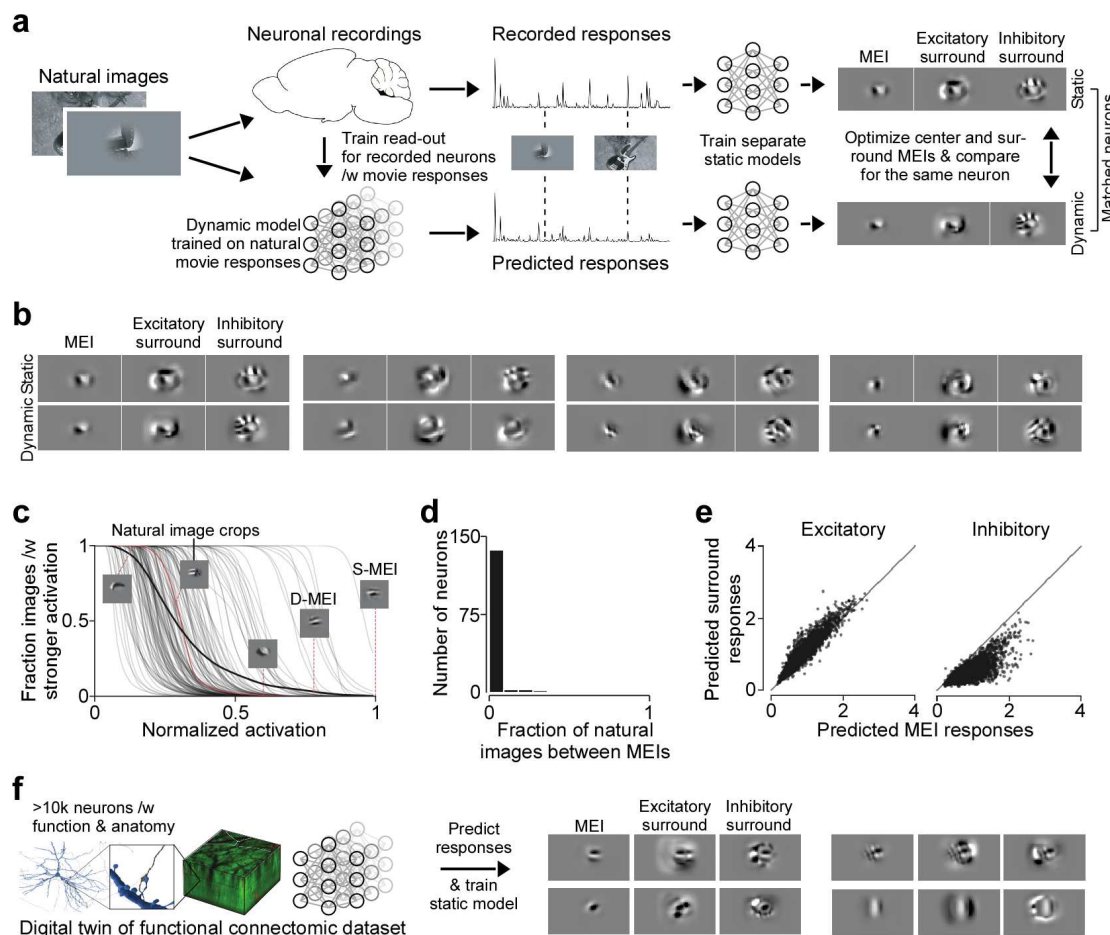 a
Neuronal recordings
Recorded responses
MEI
Excitatory
surround
Inhibitory
surround
Natural images
Static
Train read-out
for recorded neurons
/w movie responses
Train separate
static models
Optimize center and sur-
round MEIs & compare
for the same neuron
Matched neurons
Dynamic model
trained on natural
movie responses
Predicted responses
Dynamic
b
MEI
Excitatory
surround
Inhibitory
surround
Static
Dynamic
c
Natural image crops
S-MEI
D-MEI
Fraction images /w
stronger activation
1
0.5
0
0
0.5
1
Normalized activation
d
Number of neurons
150
75
0
0
1
Fraction of natural
images between MEIs
e
Excitatory
Inhibitory
Predicted surround
responses
4
2
0
0
2
4
0
2
4
Predicted MEI responses
f
>10k neurons /w
function & anatomy
Digital twin of functional connectomic dataset
Predict
responses
& train
static model
MEI
Excitatory
surround
Inhibitory
surround